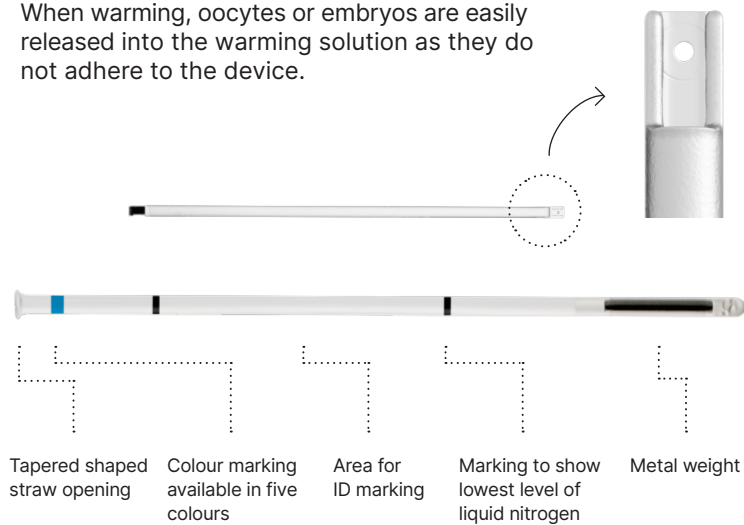 When warming, oocytes or embryos are easily
released into the warming solution as they do
not adhere to the device.
Tapered shaped
straw opening
Colour marking
available in five
colours
Area for
ID marking
Marking to show
lowest level of
liquid nitrogen
Metal weight